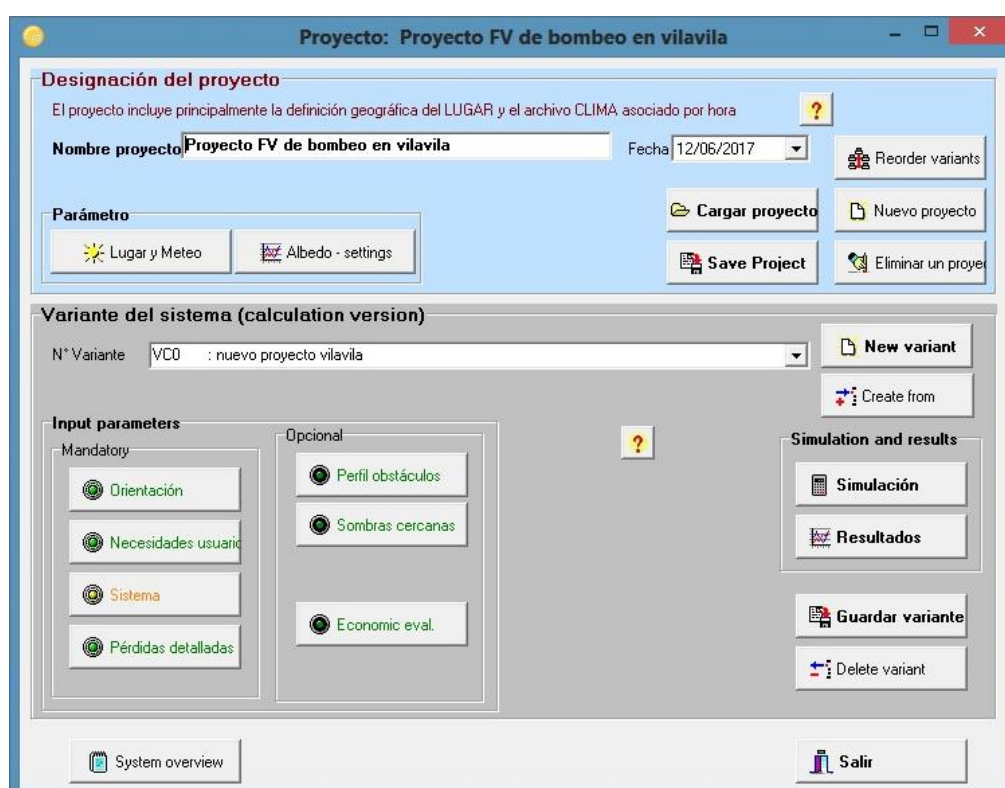 Proyecto: Proyecto FV de bombeo en vilavila
Designación del proyecto
El proyecto incluye principalmente la definición geográfica del LUGAR y el archivo CLIMA asociado por hora
?
Nombre proyecto Proyecto FV de bombeo en vilavila
Fecha 12/06/2017
Reorder variants
Parámetro
Lugar y Meteo
Albedo - settings
Cargar proyecto
Nuevo proyecto
Save Project
Eliminar un proye
Variante del sistema (calculation version)
N° Variante VC0 : nuevo proyecto vilavila
New variant
Create from
Input parameters
Mandatory
Orientación
Necesidades usuario
Sistema
Pérdidas detalladas
Opcional
Perfil obstáculos
Sombras cercanas
Economic eval.
?
Simulation and results
Simulación
Resultados
Guardar variante
Delete variant
System overview
Salir